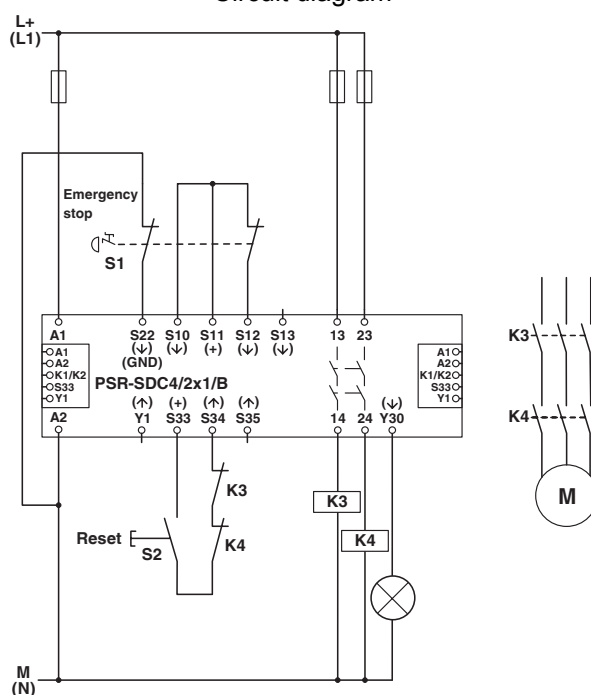 Circuit diagram
L+
(L1)
Emergency
stop
S1
A1 S22 S10 S11 S12 S13 13 23
(↓) (↓) (+) (↓) (↓)
(GND)
A1
A2
K1/K2
S33
Y1
PSR-SDC4/2x1/B
A1
A2
K1/K2
S33
Y1
(↑) (+) (↑) (↑) (↓)
A2 Y1 S33 S34 S35 14 24 Y30
K3
K4
M
K3
K4
Reset
S2
K3
K4
M
(N)